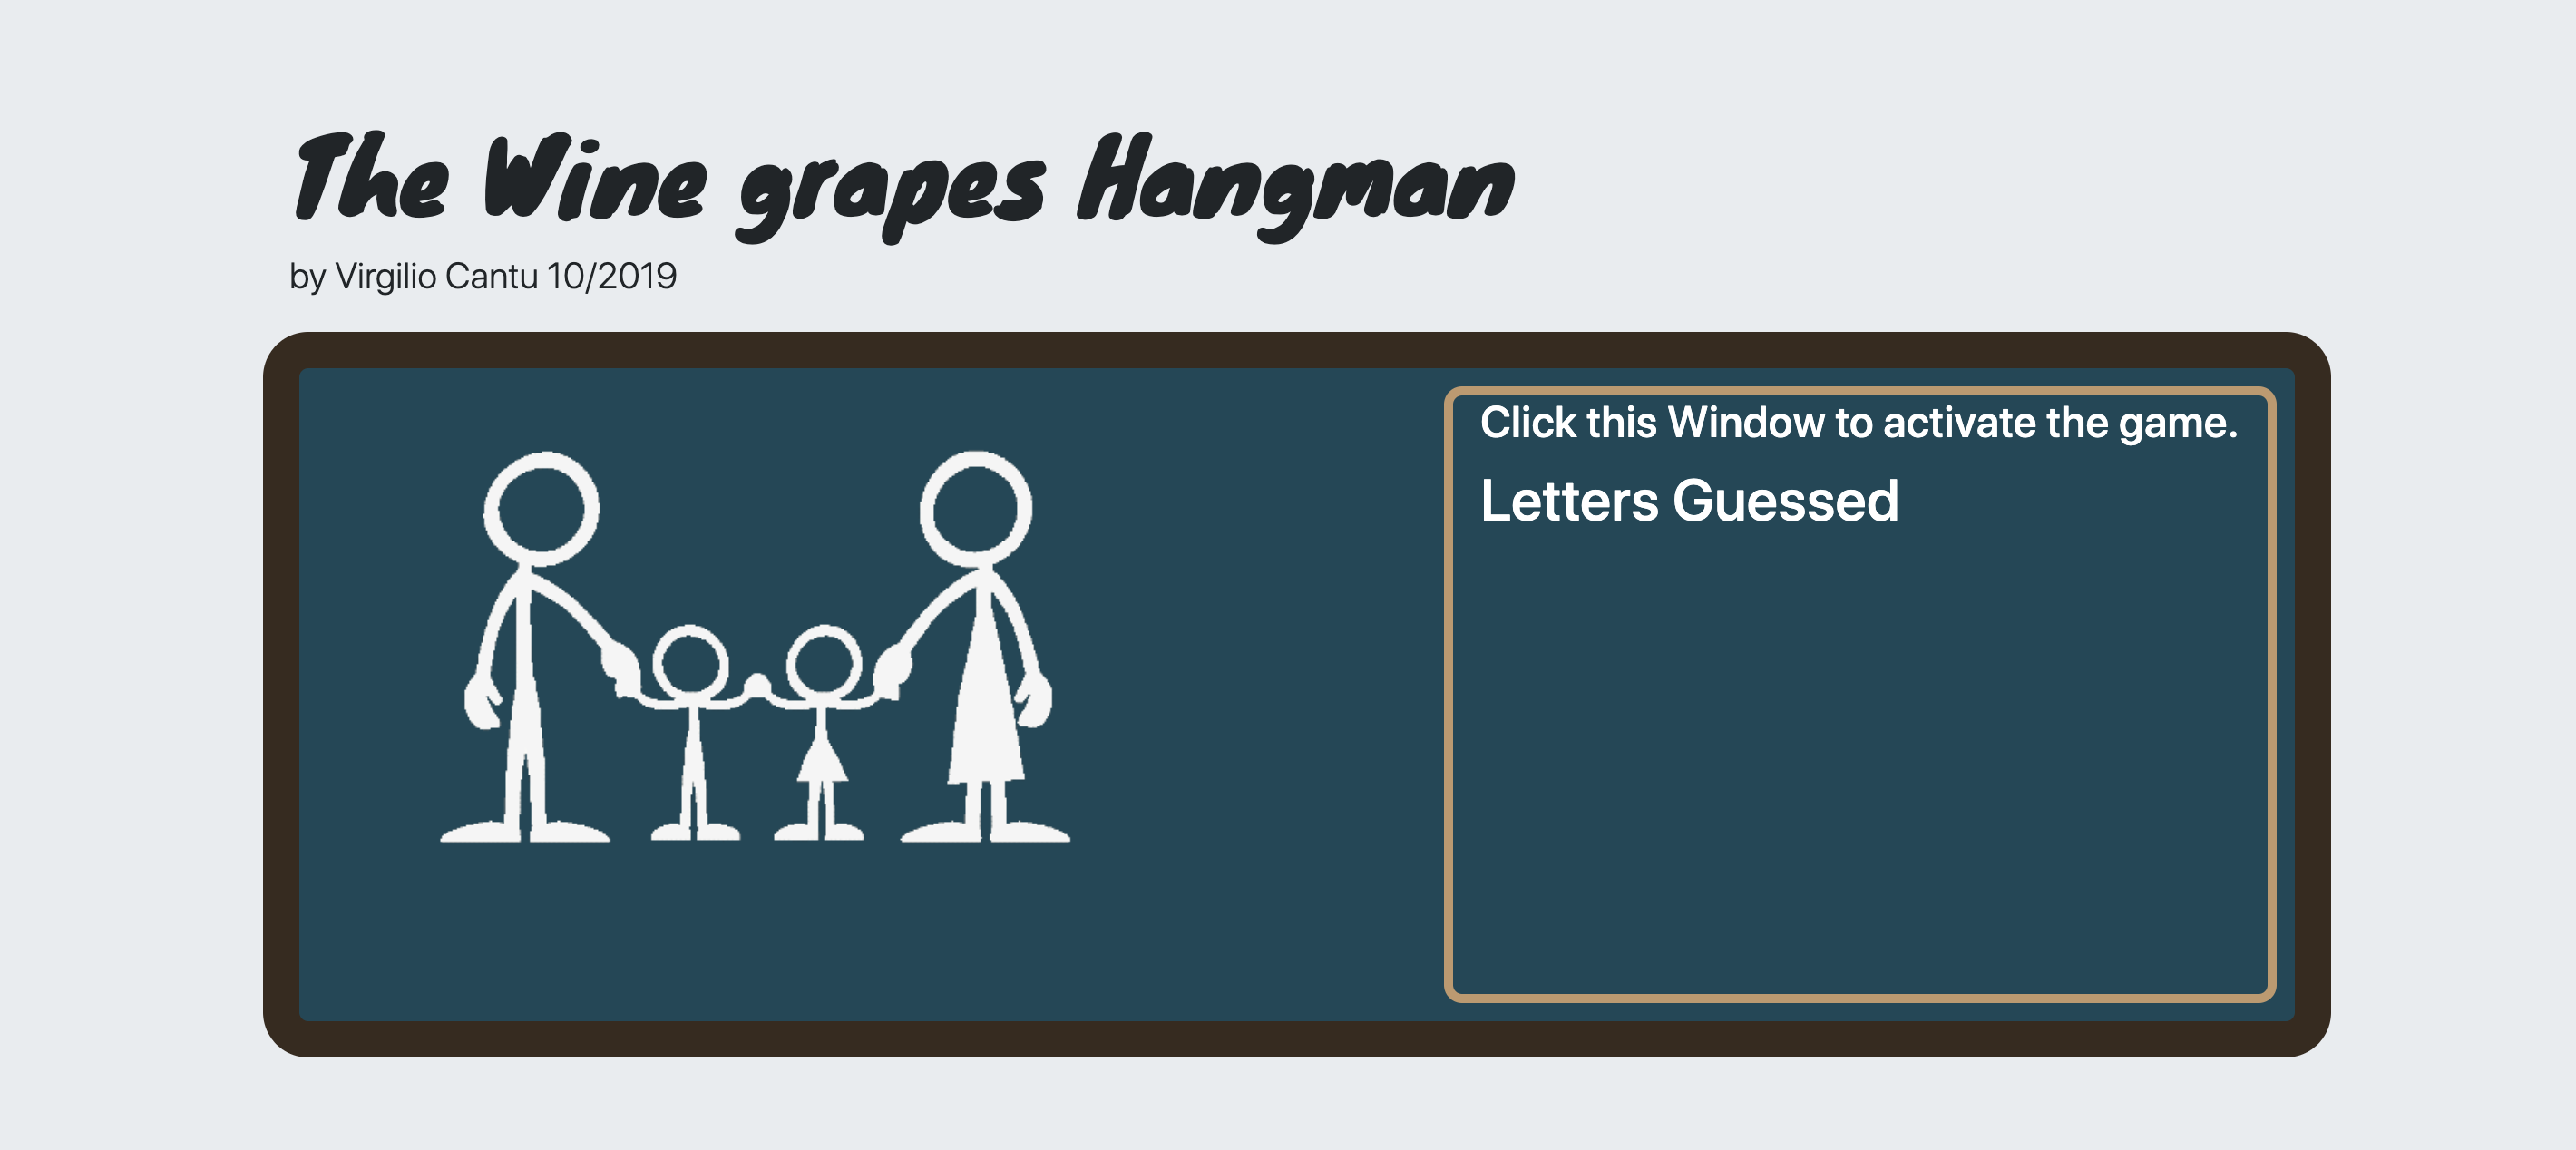 The Wine grapes Hangman
by Virgilio Cantu 10/2019
Click this Window to activate the game.
Letters Guessed